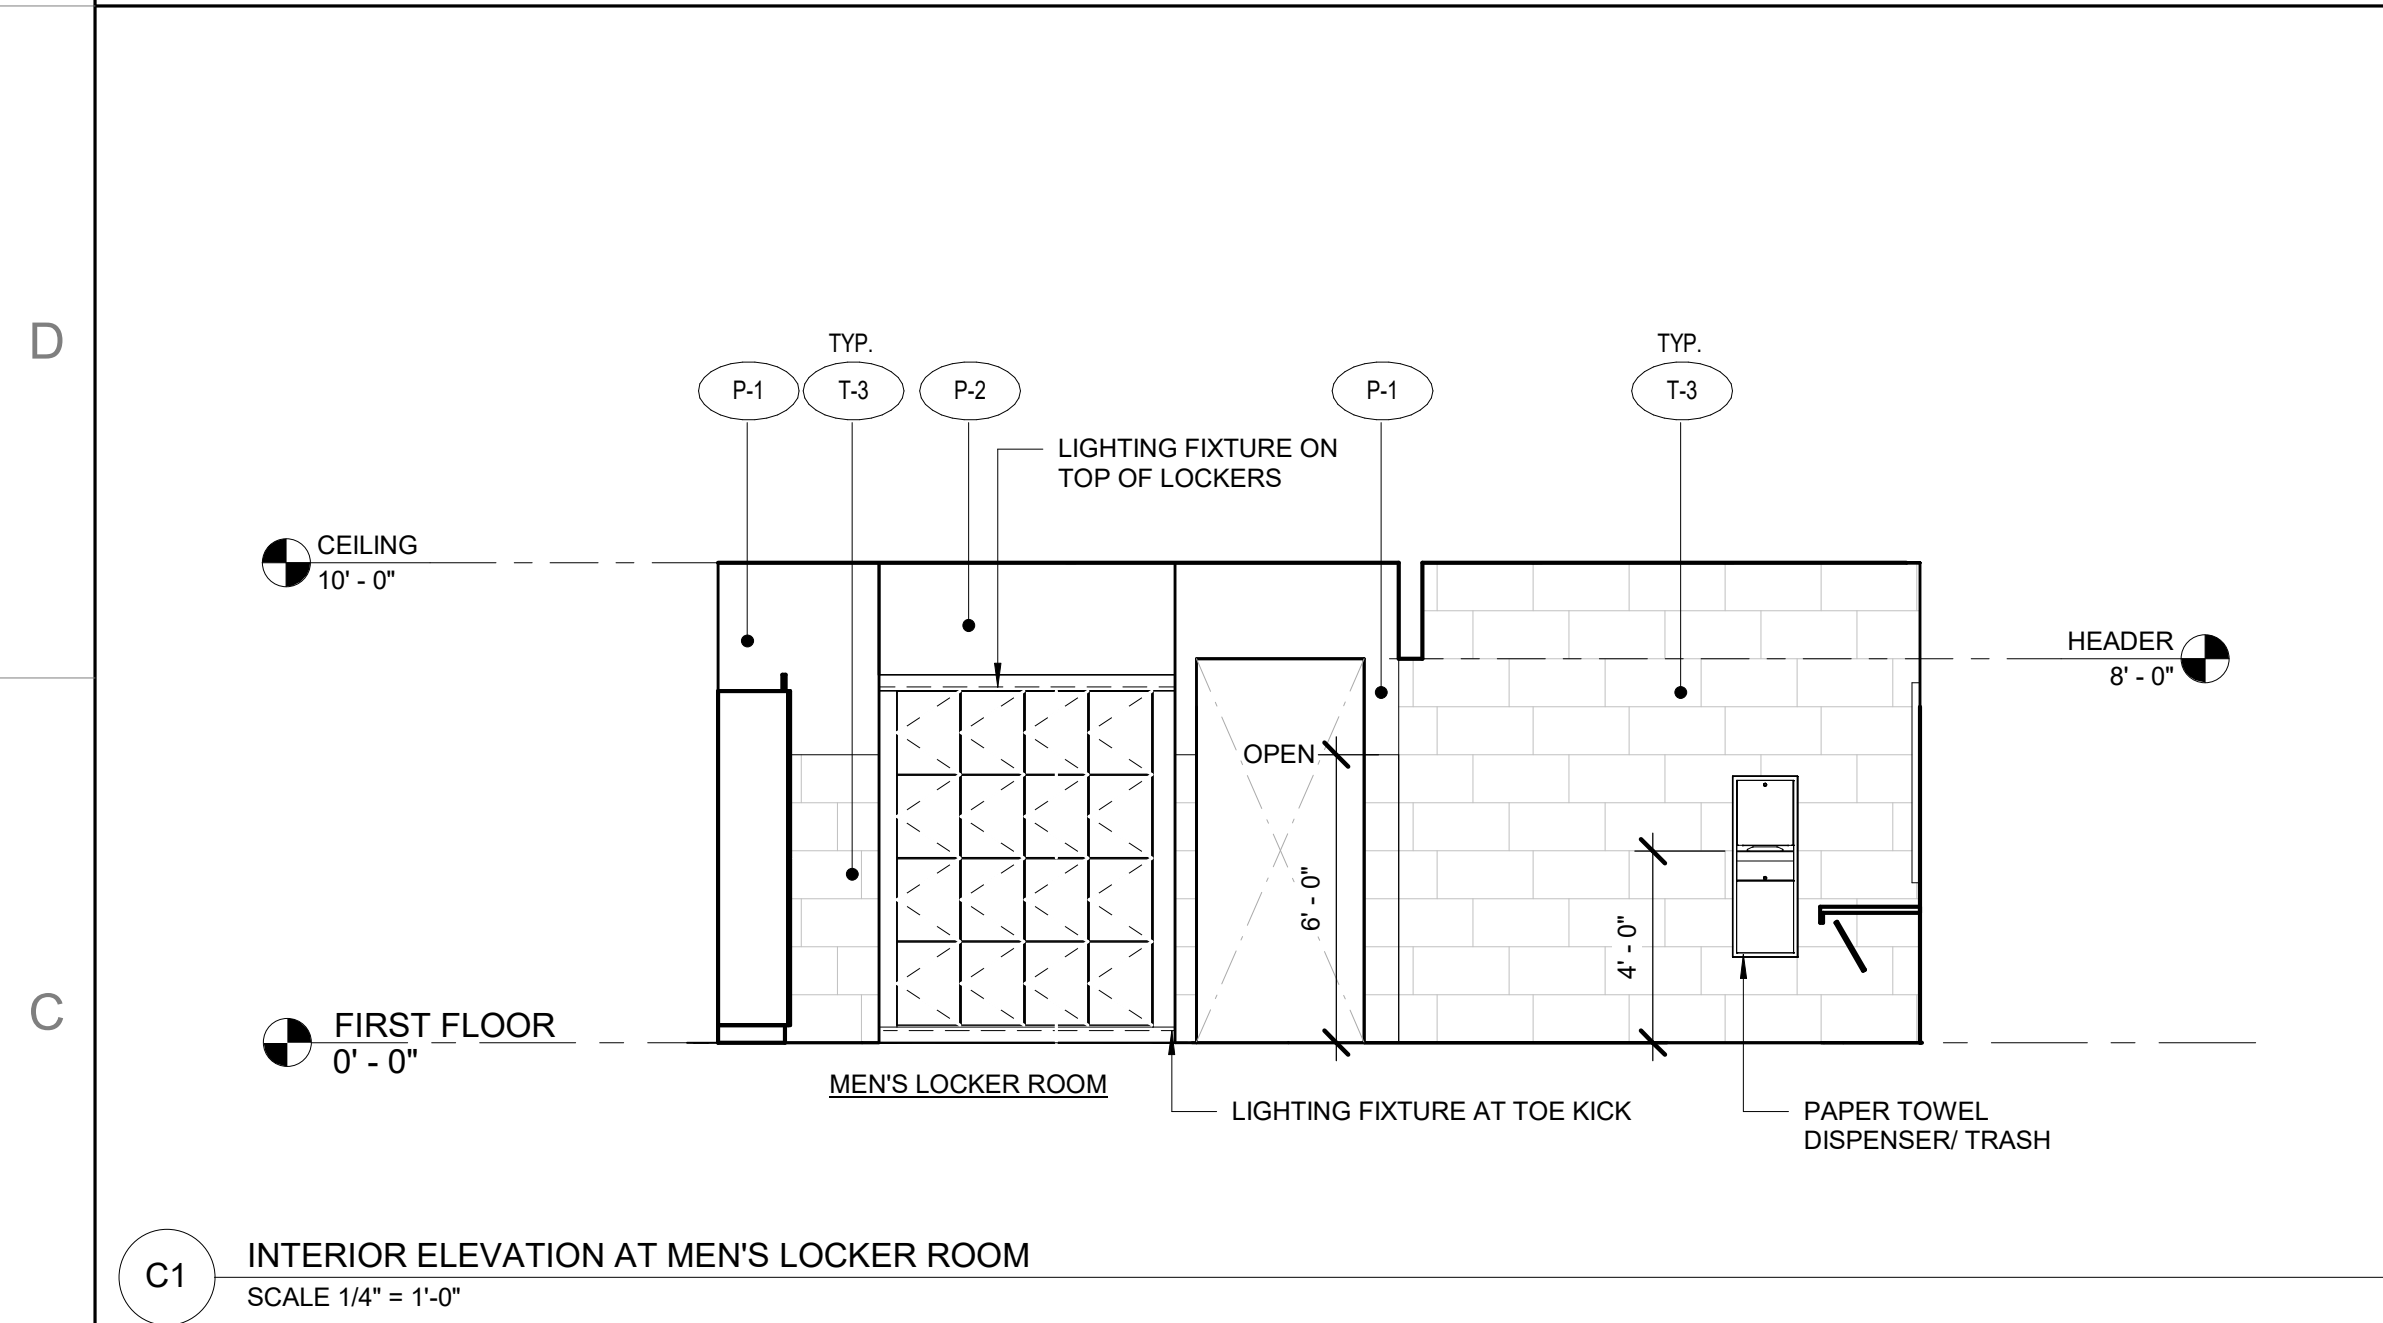 D
TYP.
TYP.
P-1
T-3
P-2
P-1
T-3
LIGHTING FIXTURE ON
TOP OF LOCKERS
CEILING
10' - 0"
HEADER
8' - 0"
OPEN
6' - 0"
4' - 0"
C
FIRST FLOOR
0' - 0"
MEN'S LOCKER ROOM
LIGHTING FIXTURE AT TOE KICK
PAPER TOWEL
DISPENSER/ TRASH
C1
INTERIOR ELEVATION AT MEN'S LOCKER ROOM
SCALE 1/4" = 1'-0"